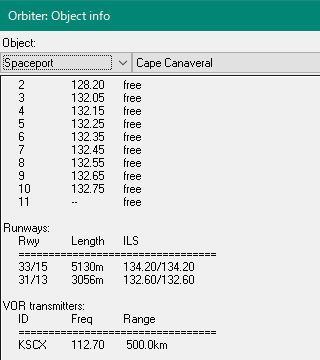 Orbiter: Object info
Object:
Spaceport Cape Canaveral
2 128.20 free
3 132.05 free
4 132.15 free
5 132.25 free
6 132.35 free
7 132.45 free
8 132.55 free
9 132.65 free
10 132.75 free
11 -- free
Runways:
Rwy Length ILS
==================================
33/15 5130m 134.20/134.20
31/13 3056m 132.60/132.60
VOR transmitters:
ID Freq Range
==================================
KSCX 112.70 500.0km